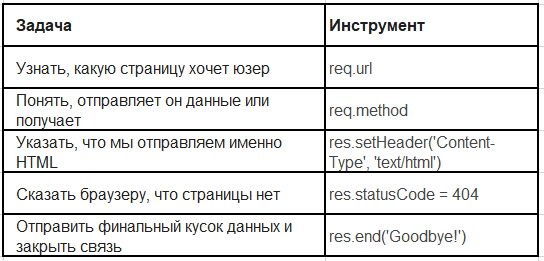 Задача Инструмент
Узнать, какую страницу хочет юзер req.url
Понять, отправляет он данные или
получает req.method
Указать, что мы отправляем именно
HTML
res.setHeader('Content-
Type', 'text/html')
Сказать браузеру, что страницы нет res.statusCode = 404
Отправить финальный кусок данных и
закрыть связь res.end('Goodbye!')